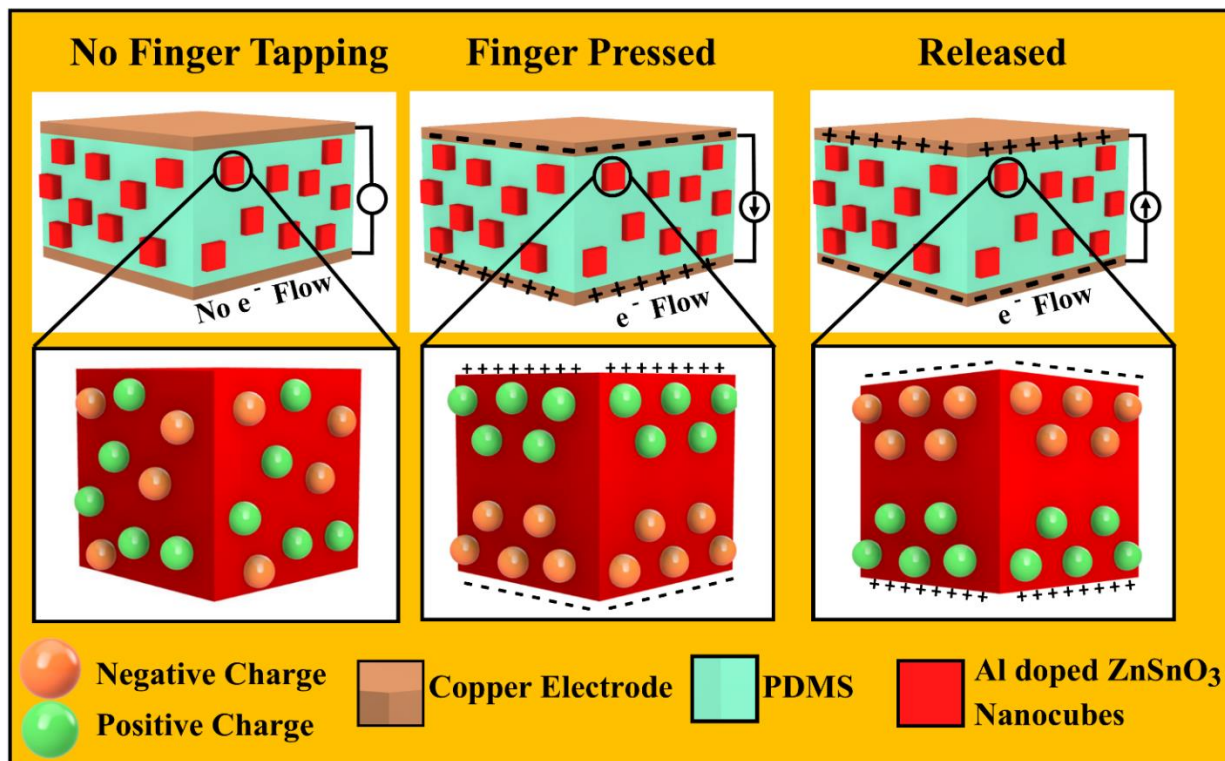 No Finger Tapping
Finger Pressed
Released
No e⁻ Flow
e⁻ Flow
e⁻ Flow
Negative Charge
Positive Charge
Copper Electrode
PDMS
Al doped ZnSnO₃
Nanocubes